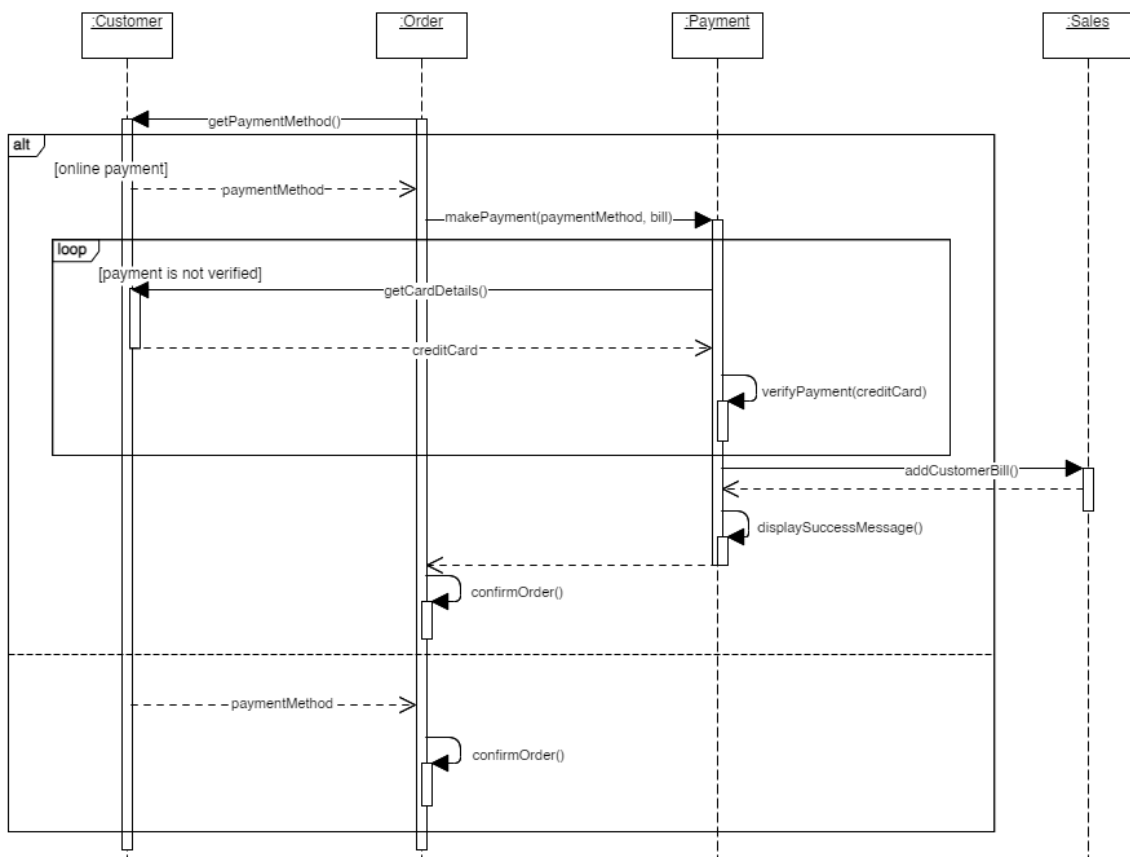 :Customer
:Order
:Payment
:Sales
getPaymentMethod()
alt
[online payment]
paymentMethod
makePayment(paymentMethod, bill)
loop
[payment is not verified]
getCardDetails()
creditCard
verifyPayment(creditCard)
addCustomerBill()
displaySuccessMessage()
confirmOrder()
paymentMethod
confirmOrder()